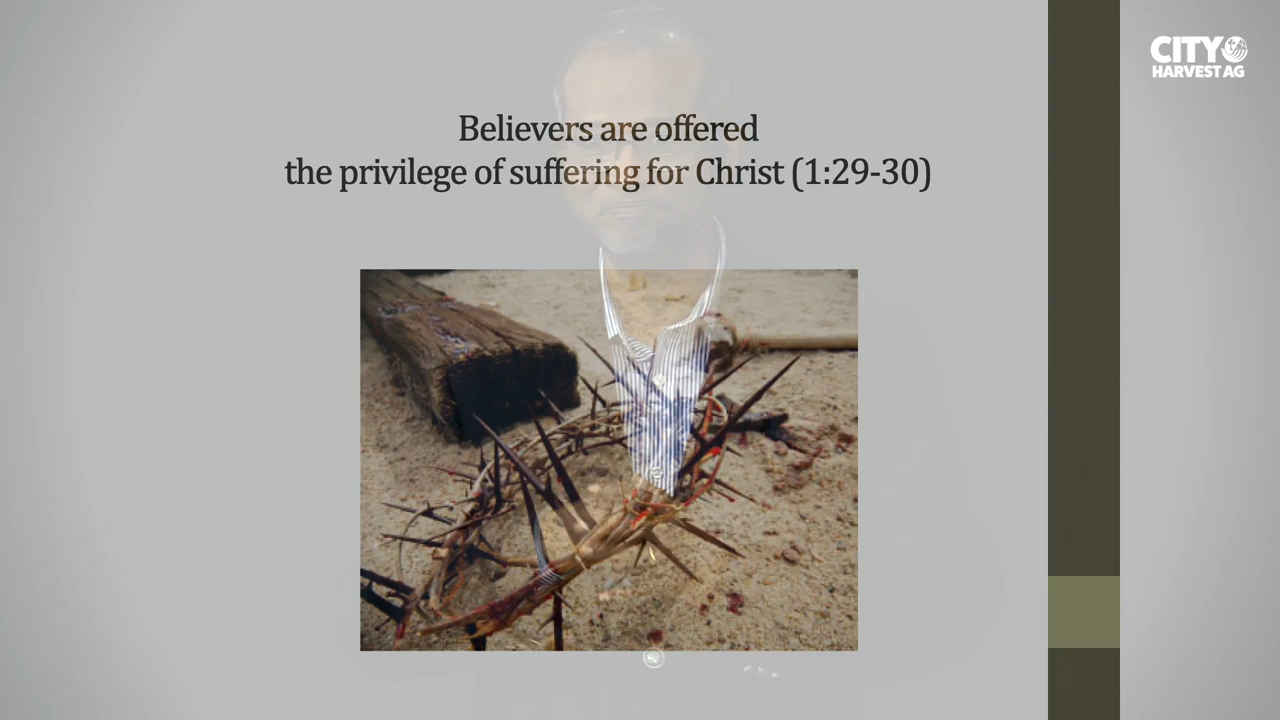 CITY
HARVEST AG
Believers are offered
the privilege of suffering for Christ (1:29-30)